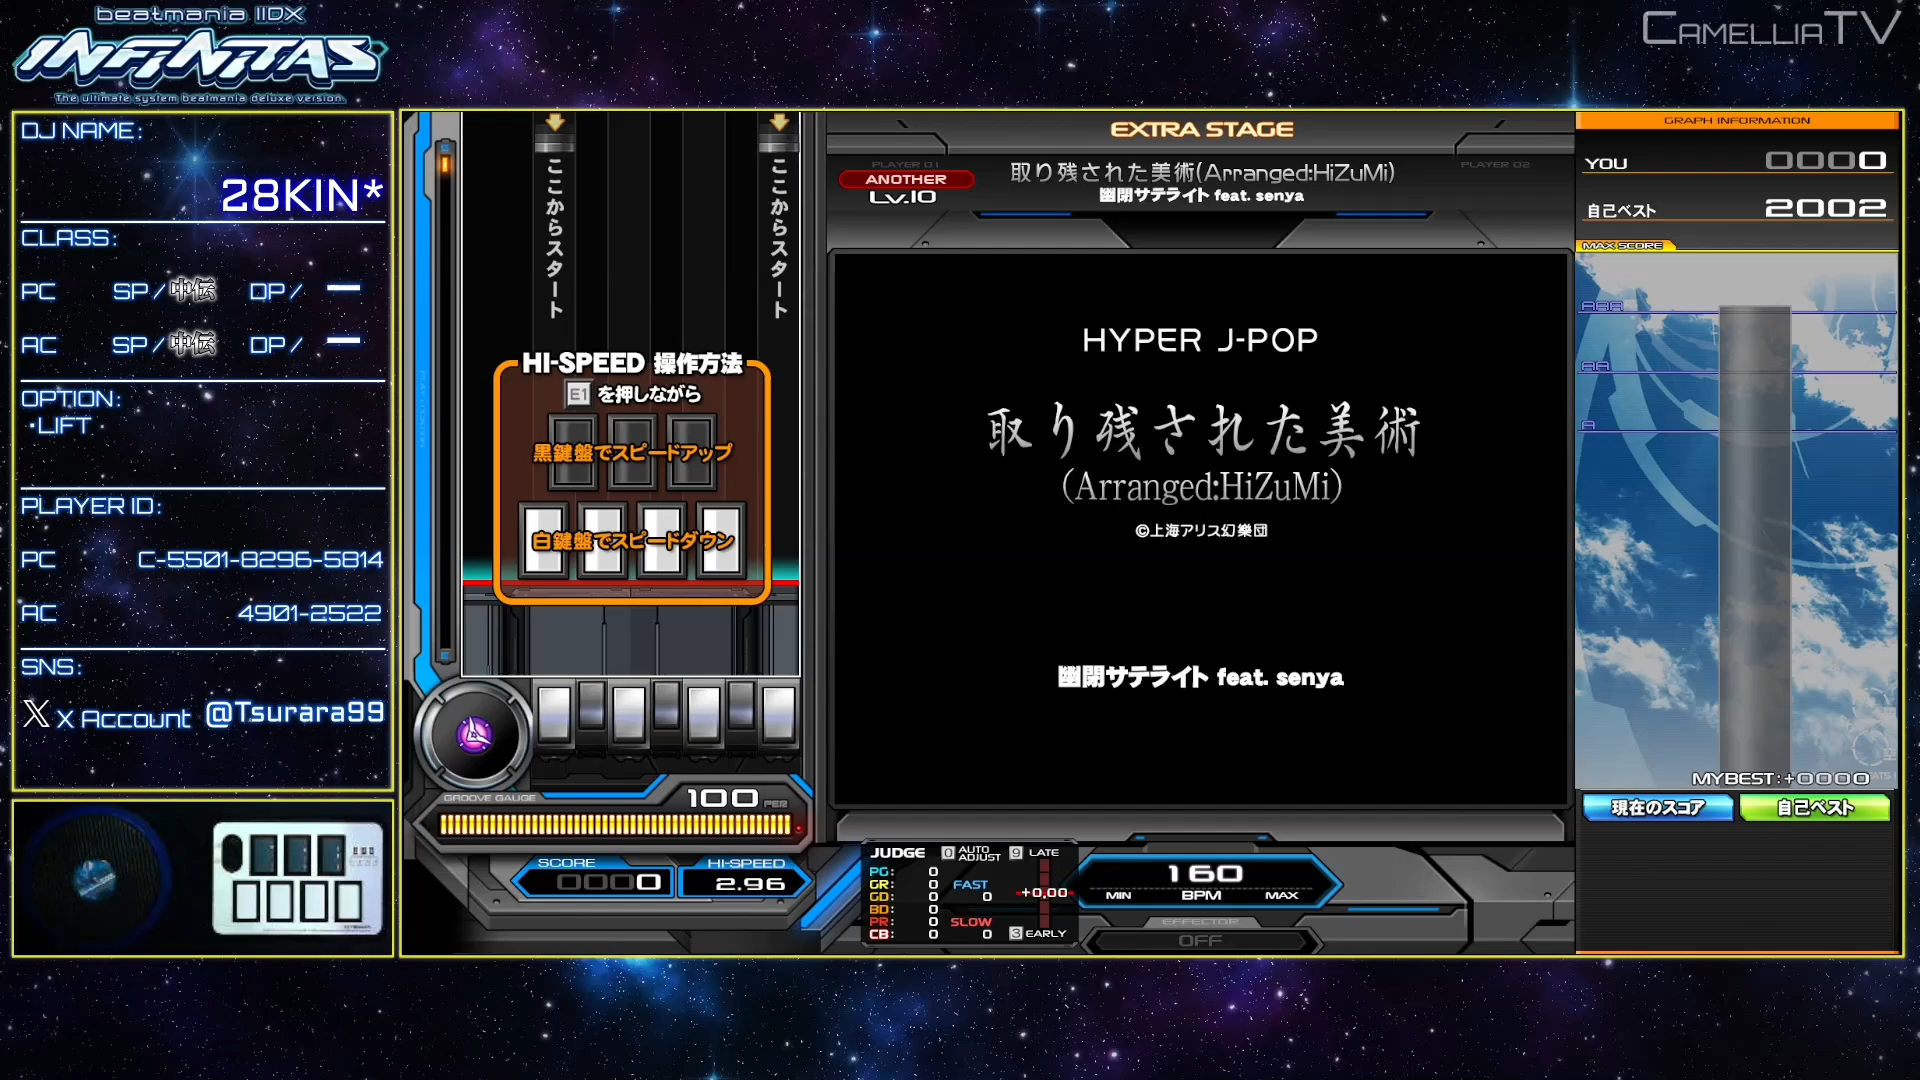 beatmania IIDX
INFINITAS
The ultimate system beatmania deluxe version.
CAMELLIATV
DJ NAME:
28KIN*
CLASS:
PC SP/中伝 DP/ ー
AC SP/中伝 DP/ ー
OPTION:
・LIFT
PLAYER ID:
PC C-5501-8296-5814
AC 4901-2522
SNS:
X X Account @Tsurara99
ここからスタート
ここからスタート
HI-SPEED 操作方法
E1 を押しながら
黒鍵盤でスピードアップ
白鍵盤でスピードダウン
GROOVE GAUGE
100 PER
SCORE
0000
HI-SPEED
2.96
EXTRA STAGE
PLAYER 01
PLAYER 02
ANOTHER
LV.10
取り残された美術(Arranged:HiZuMi)
幽閉サテライト feat. senya
HYPER J-POP
取り残された美術
(Arranged:HiZuMi)
©上海アリス幻樂団
幽閉サテライト feat. senya
JUDGE 0 AUTO ADJUST 9 LATE
PG: 0
GR: 0
GD: 0
BD: 0
PR: 0
CB: 0
FAST
0
SLOW
0
+0.00
3 EARLY
160
MIN BPM MAX
EFFECTOR
OFF
GRAPH INFORMATION
YOU 0000
自己ベスト 2002
MAX SCORE
AAA
AA
A
MYBEST:+0000
現在のスコア
自己ベスト